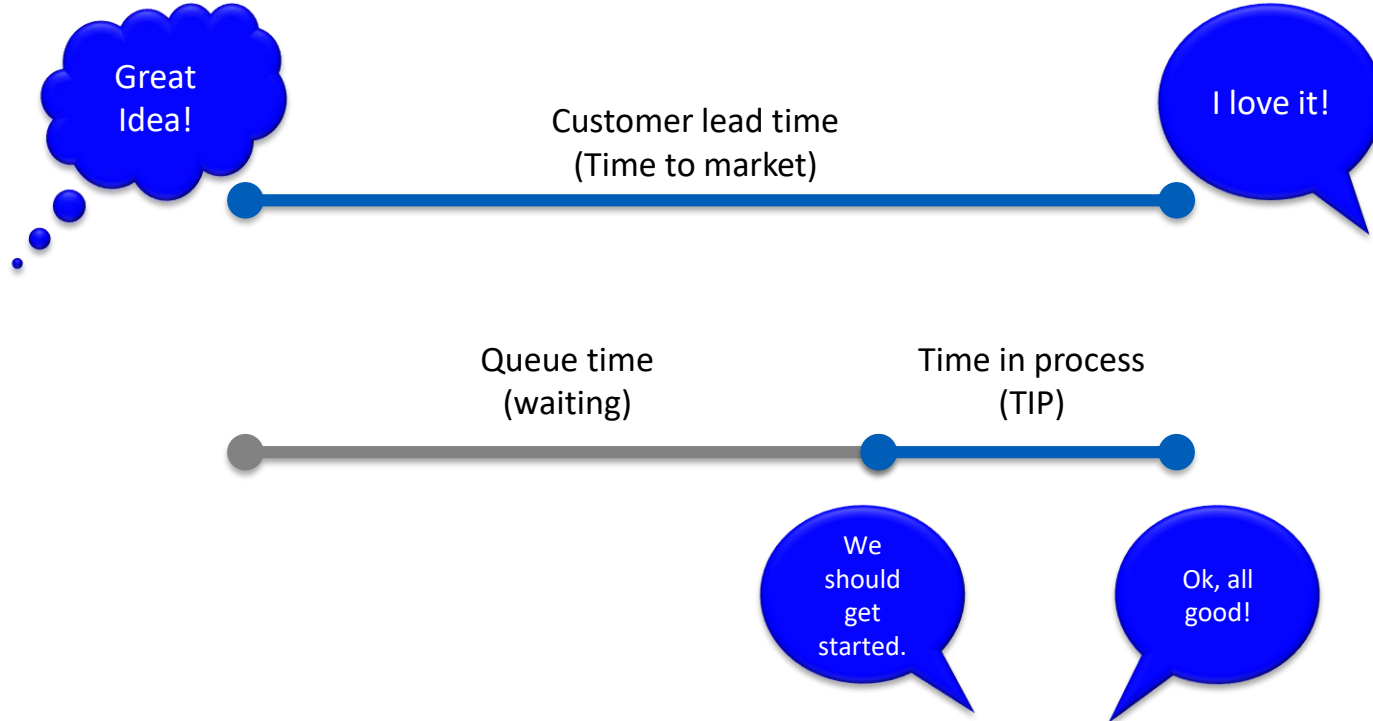 Great
Idea!
I love it!
Customer lead time
(Time to market)
Queue time
(waiting)
Time in process
(TIP)
We
should
get
started.
Ok, all
good!